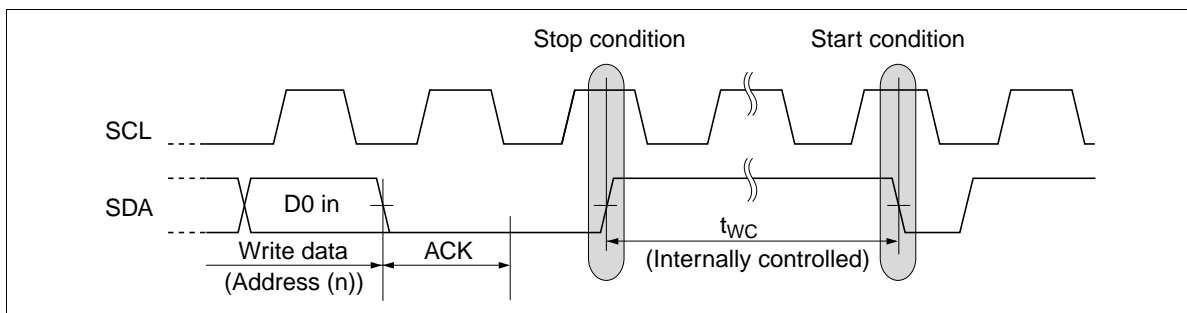 Stop condition
Start condition
SCL
SDA
D0 in
Write data
(Address (n))
ACK
tWC
(Internally controlled)